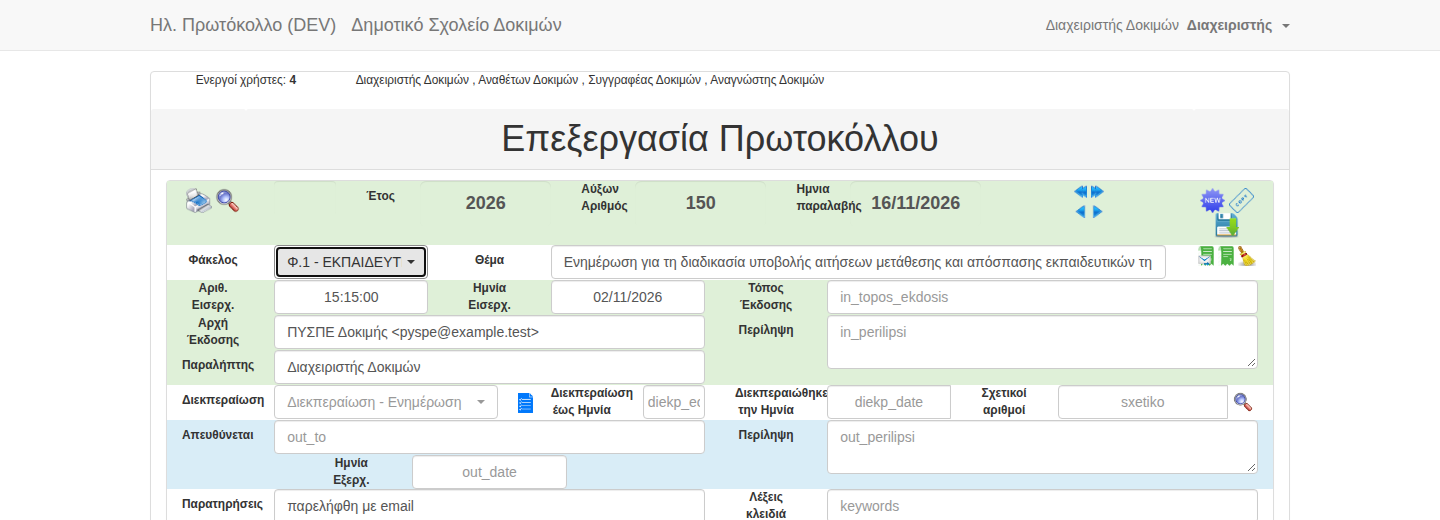 Ηλ. Πρωτόκολλο (DEV) Δημοτικό Σχολείο Δοκιμών Διαχειριστής Δοκιμών Διαχειριστής
Ενεργοί χρήστες: 4 Διαχειριστής Δοκιμών , Αναθέτων Δοκιμών , Συγγραφέας Δοκιμών , Αναγνώστης Δοκιμών
Επεξεργασία Πρωτοκόλλου
Έτος 2026 Αύξων Αριθμός 150 Ημνια παραλαβής 16/11/2026 NEW COPY
Φάκελος Φ.1 - ΕΚΠΑΙΔΕΥΤ Θέμα Ενημέρωση για τη διαδικασία υποβολής αιτήσεων μετάθεσης και απόσπασης εκπαιδευτικών τη
Αριθ. Εισερχ. 15:15:00 Ημνία Εισερχ. 02/11/2026 Τόπος Έκδοσης in_topos_ekdosis
Αρχή Έκδοσης ΠΥΣΠΕ Δοκιμής <pyspe@example.test> Περίληψη in_perilipsi
Παραλήπτης Διαχειριστής Δοκιμών
Διεκπεραίωση Διεκπεραίωση - Ενημέρωση Διεκπεραίωση έως Ημνία diekp_ec Διεκπεραιώθηκε την Ημνία diekp_date Σχετικοί αριθμοί sxetiko
Απευθύνεται out_to Περίληψη out_perilipsi
Ημνία Εξερχ. out_date
Παρατηρήσεις παρελήφθη με email Λέξεις κλειδιά keywords